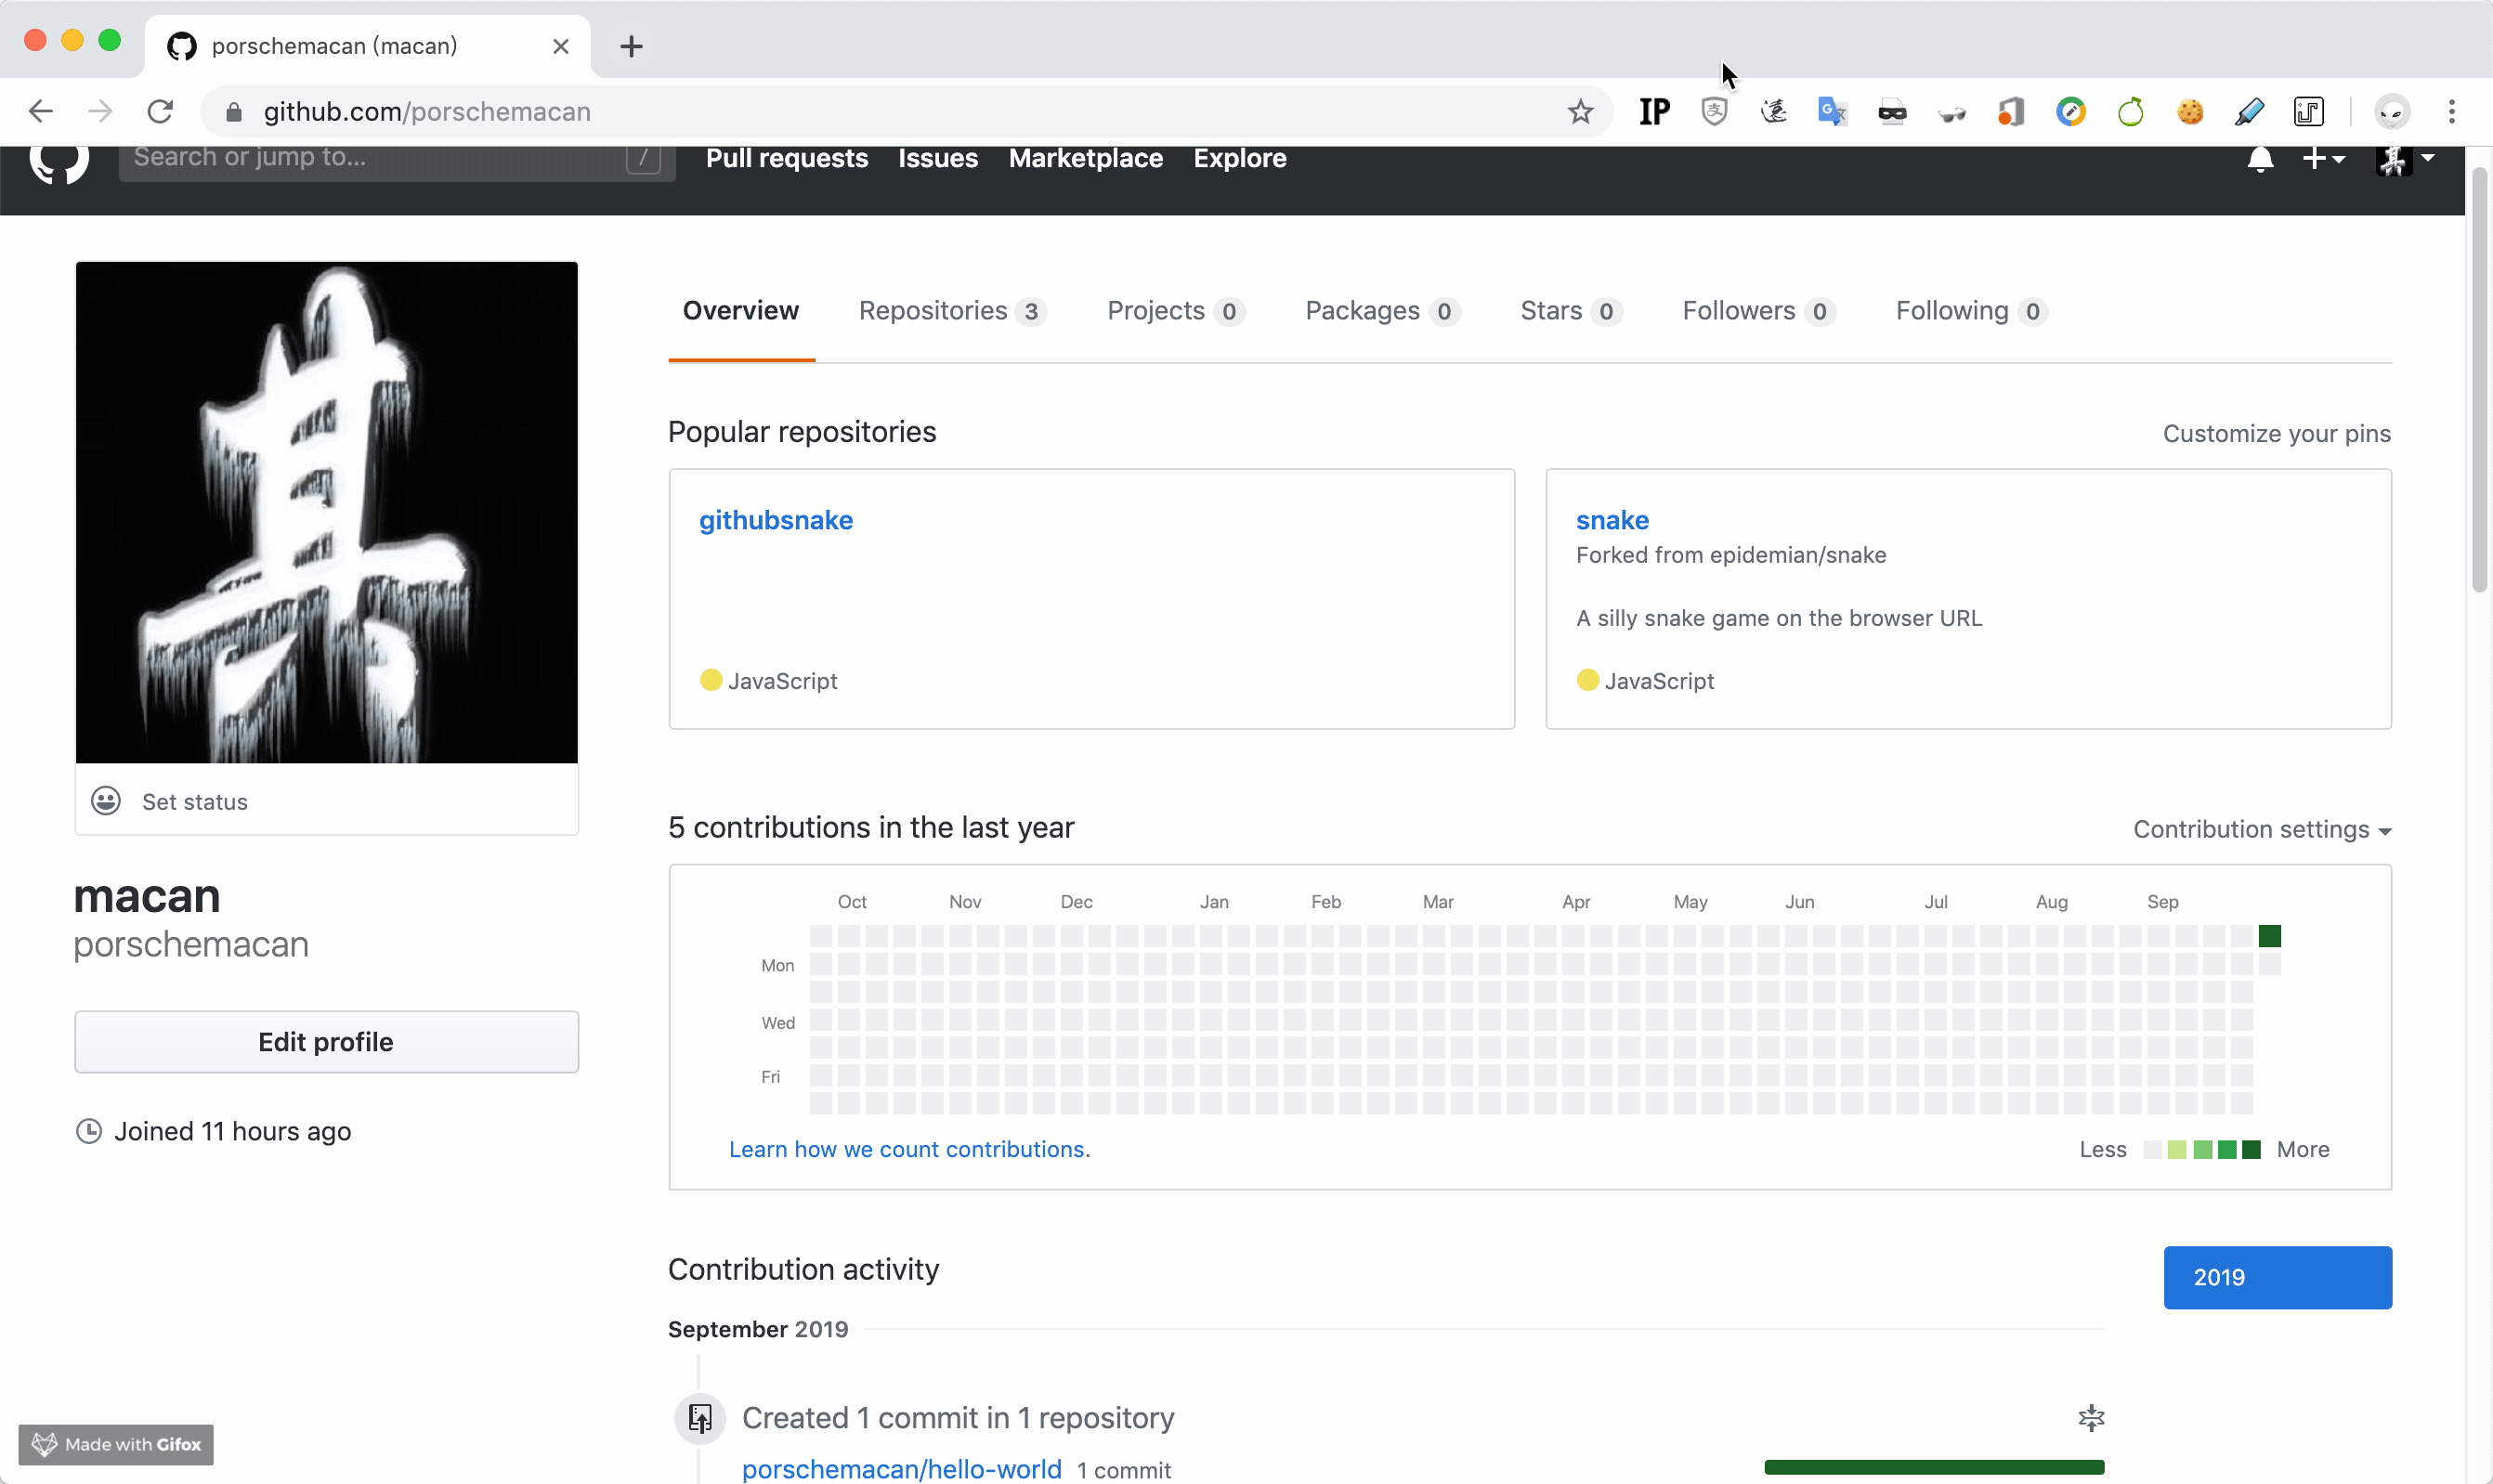 porschemacan (macan)
github.com/porschemacan
IP
Search or jump to... /
Pull requests Issues Marketplace Explore
Overview Repositories 3 Projects 0 Packages 0 Stars 0 Followers 0 Following 0
真
Popular repositories
Customize your pins
githubsnake
JavaScript
snake
Forked from epidemian/snake
A silly snake game on the browser URL
JavaScript
Set status
macan
porschemacan
Edit profile
Joined 11 hours ago
5 contributions in the last year
Contribution settings
Oct Nov Dec Jan Feb Mar Apr May Jun Jul Aug Sep
Mon
Wed
Fri
Learn how we count contributions.
Less More
Contribution activity
2019
September 2019
Created 1 commit in 1 repository
porschemacan/hello-world 1 commit
Made with Gifox